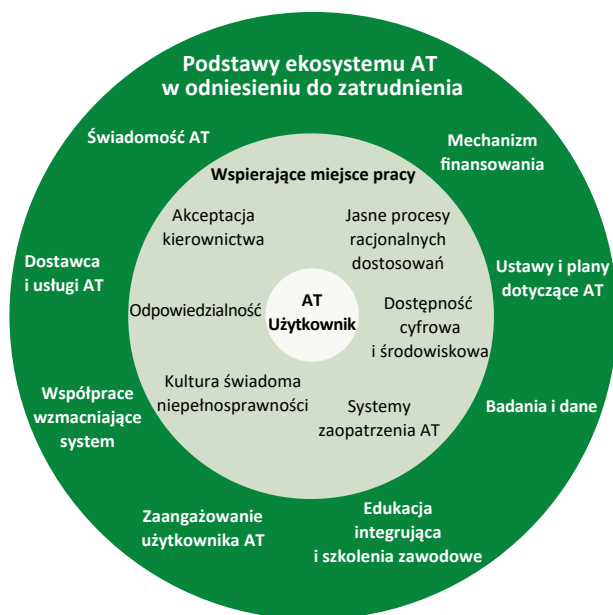 Podstawy ekosystemu AT
w odniesieniu do zatrudnienia
Świadomość AT
Mechanizm
finansowania
Wspierające miejsce pracy
Akceptacja
kierownictwa
Jasne procesy
racjonalnych
dostosowań
Dostawca
i usługi AT
Ustawy i plany
dotyczące AT
Odpowiedzialność
AT
Użytkownik
Dostępność
cyfrowa
i środowiskowa
Kultura świadoma
niepełnosprawności
Systemy
zaopatrzenia AT
Współprace
wzmacniające
system
Badania i dane
Zaangażowanie
użytkownika AT
Edukacja
integrująca
i szkolenia zawodowe